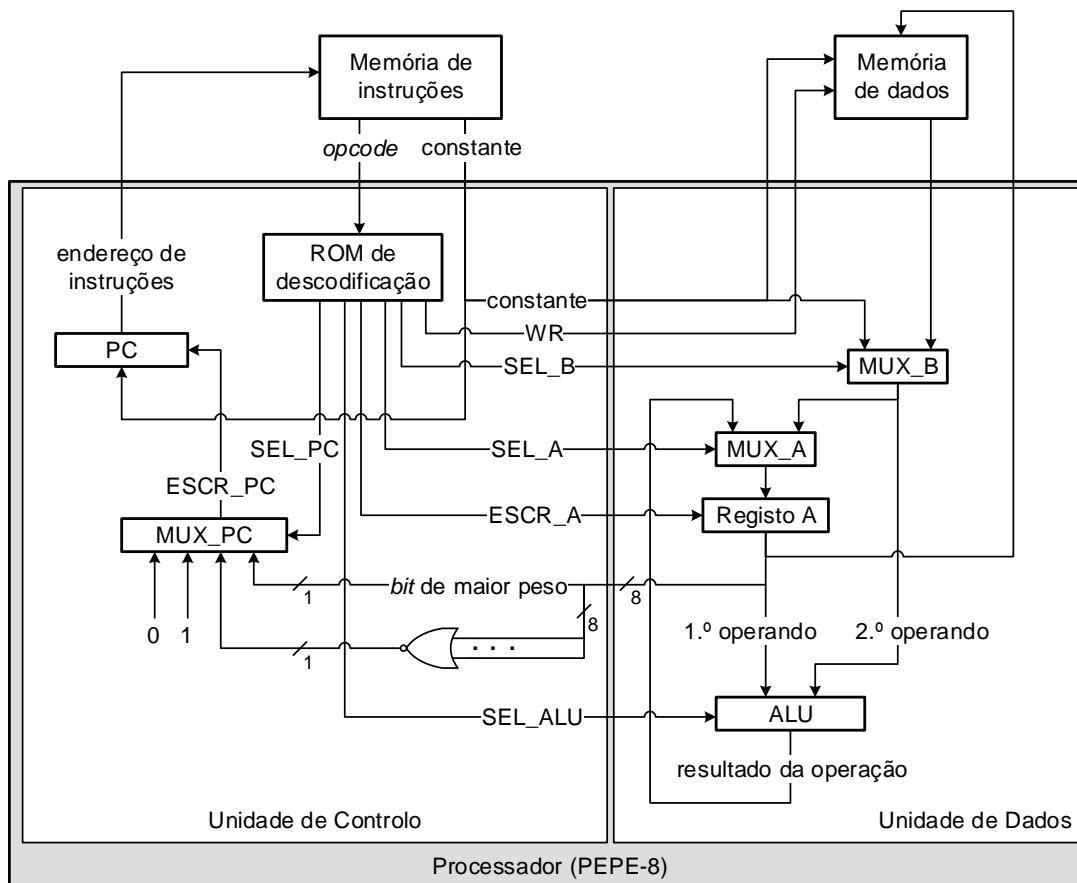 Memória de
instruções
Memória
de dados
opcode
constante
endereço de
instruções
ROM de
descodificação
constante
WR
PC
SEL_B
MUX_B
SEL_PC
SEL_A
MUX_A
ESCR_PC
ESCR_A
Registo A
MUX_PC
bit de maior peso
1
8
8
0 1
1
. . .
1.º operando
2.º operando
SEL_ALU
ALU
resultado da operação
Unidade de Controlo
Unidade de Dados
Processador (PEPE-8)